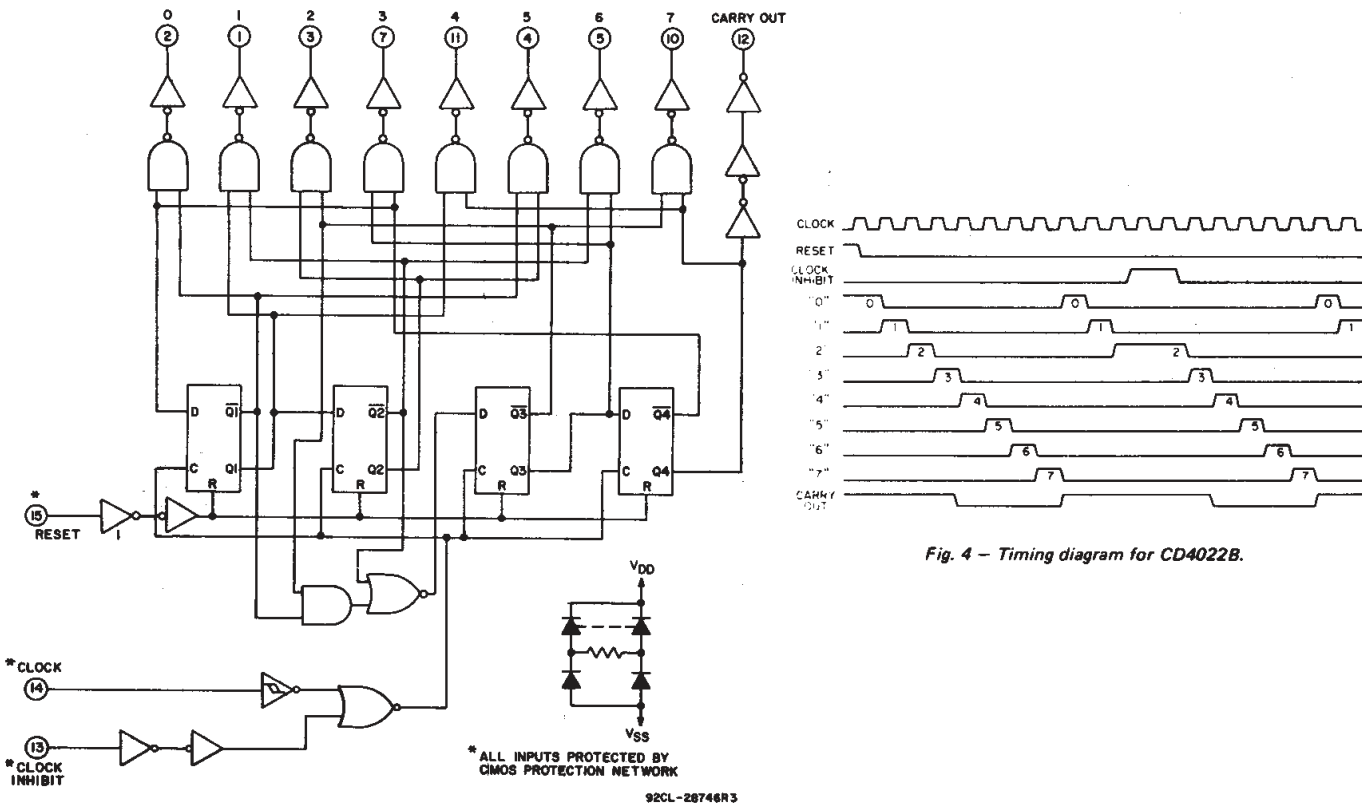 0 1 2 3 4 5 6 7 CARRY OUT
2 1 3 7 11 4 5 10 12
D Q1 C Q1 R
D Q2 C Q2 R
D Q3 C Q3 R
D Q4 C Q4 R
*
15
RESET
1
*CLOCK
14
13
*CLOCK
INHIBIT
VDD
VSS
* ALL INPUTS PROTECTED BY
CMOS PROTECTION NETWORK
92CL-28746R3
CLOCK
RESET
CLOCK
INHIBIT
"0" 0 0 0
"1" 1 1 1
2 2 2
"3" 3 3
"4" 4 4
"5" 5 5
"6" 6 6
"7" 7 7
CARRY
OUT
Fig. 4 – Timing diagram for CD4022B.